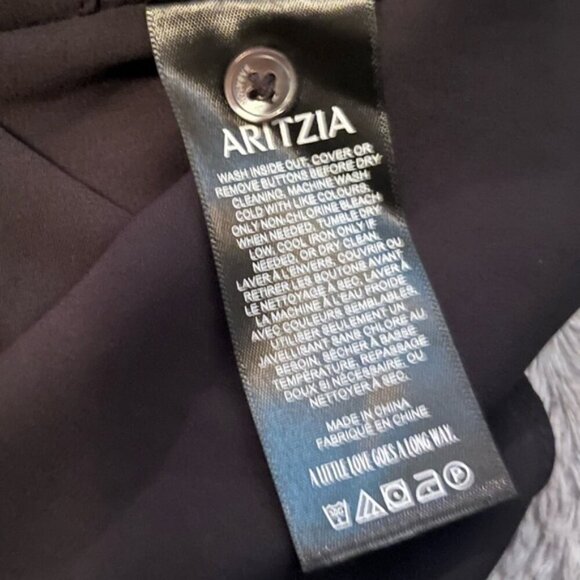 ARITZIA
WASH INSIDE OUT, COVER OR
REMOVE BUTTONS BEFORE DRY
CLEANING, MACHINE WASH
COLD WITH LIKE COLOURS,
ONLY NON-CHLORINE BLEACH
WHEN NEEDED, TUMBLE DRY
LOW, COOL IRON ONLY IF
NEEDED, OR DRY CLEAN.
LAVER À L'ENVERS, COUVRIR OU
RETIRER LES BOUTONS AVANT
LE NETTOYAGE À SEC, LAVER À
LA MACHINE À L'EAU FROIDE
AVEC COULEURS SEMBLABLES,
UTILISER SEULEMENT UN
JAVELLISANT SANS CHLORE AU
BESOIN, SÉCHER À BASSE
TEMPÉRATURE, REPASSAGE
DOUX SI NÉCESSAIRE, OU
NETTOYER À SEC.
MADE IN CHINA
FABRIQUÉ EN CHINE
A LITTLE LOVE GOES A LONG WAY.